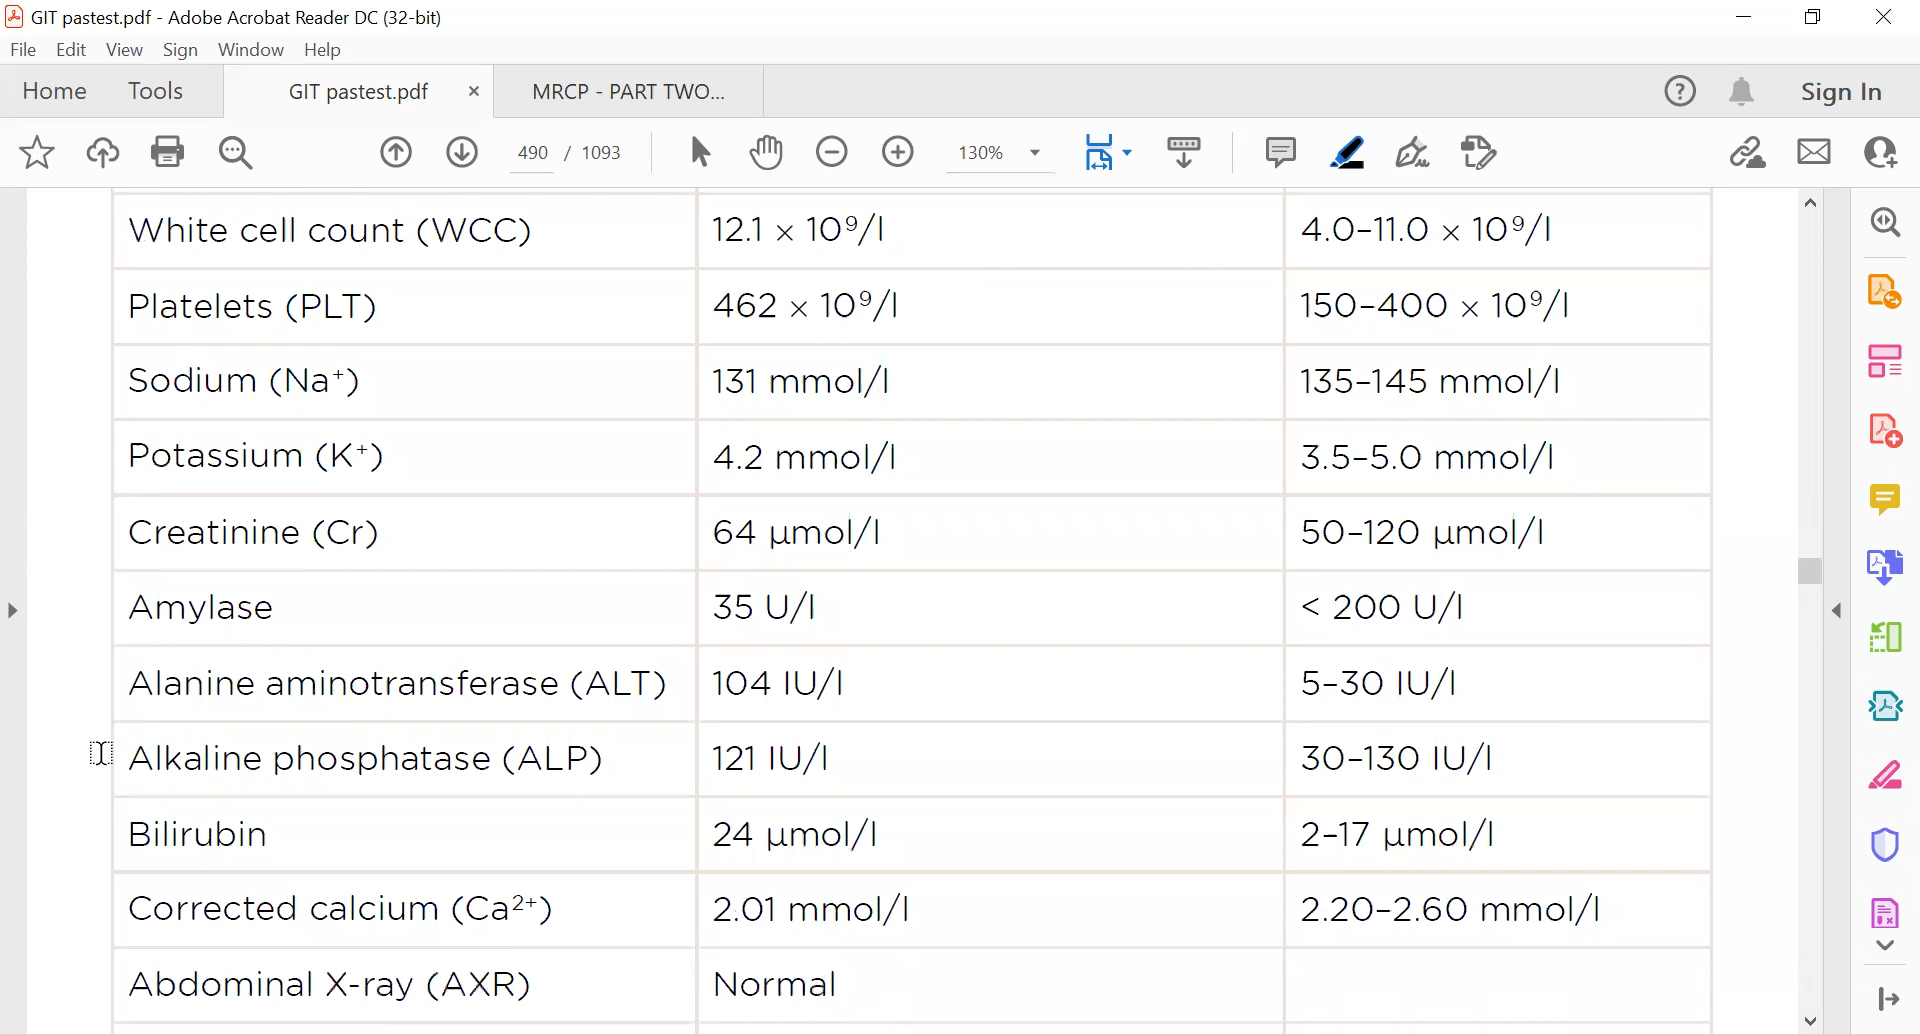 GIT pastest.pdf - Adobe Acrobat Reader DC (32-bit)
File Edit View Sign Window Help
Home Tools GIT pastest.pdf × MRCP - PART TWO... Sign In
490 / 1093 130%
White cell count (WCC) 12.1 × 10⁹/l 4.0–11.0 × 10⁹/l
Platelets (PLT) 462 × 10⁹/l 150–400 × 10⁹/l
Sodium (Na⁺) 131 mmol/l 135–145 mmol/l
Potassium (K⁺) 4.2 mmol/l 3.5–5.0 mmol/l
Creatinine (Cr) 64 µmol/l 50–120 µmol/l
Amylase 35 U/l < 200 U/l
Alanine aminotransferase (ALT) 104 IU/l 5–30 IU/l
Alkaline phosphatase (ALP) 121 IU/l 30–130 IU/l
Bilirubin 24 µmol/l 2–17 µmol/l
Corrected calcium (Ca²⁺) 2.01 mmol/l 2.20–2.60 mmol/l
Abdominal X-ray (AXR) Normal